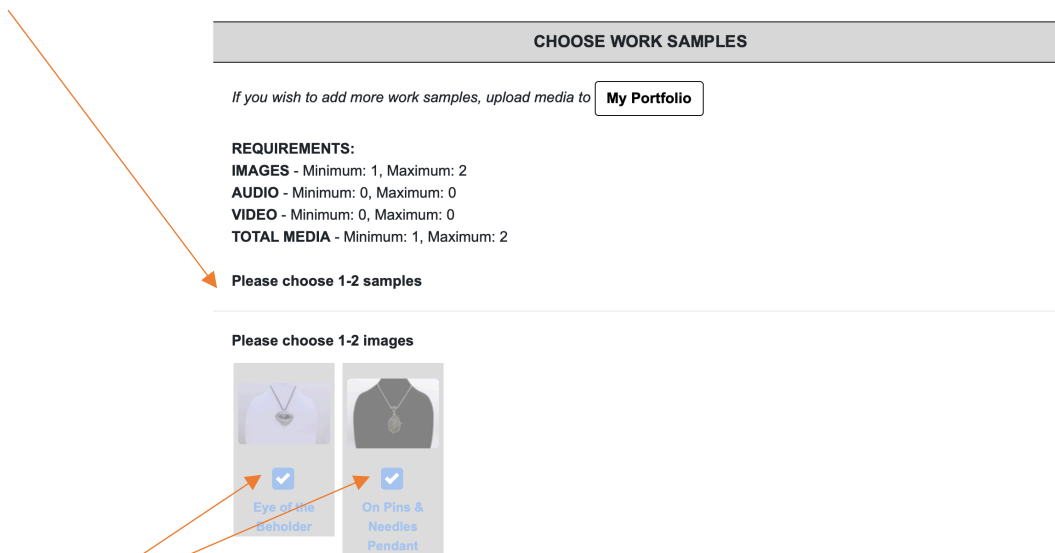 CHOOSE WORK SAMPLES
If you wish to add more work samples, upload media to My Portfolio
REQUIREMENTS:
IMAGES - Minimum: 1, Maximum: 2
AUDIO - Minimum: 0, Maximum: 0
VIDEO - Minimum: 0, Maximum: 0
TOTAL MEDIA - Minimum: 1, Maximum: 2
Please choose 1-2 samples
Please choose 1-2 images
Eye of the
Beholder
On Pins &
Needles
Pendant